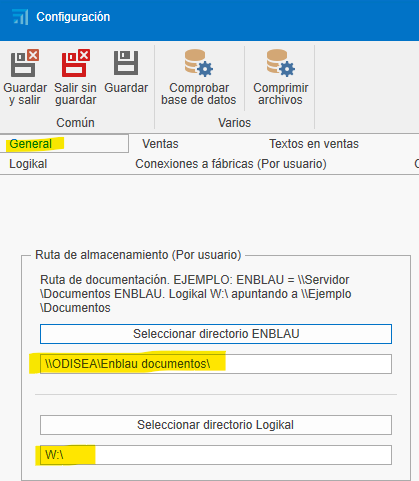 Configuración
Guardar y salir
Salir sin guardar
Guardar
Comprobar base de datos
Comprimir archivos
Común
Varios
General
Ventas
Textos en ventas
Logikal
Conexiones a fábricas (Por usuario)
Ruta de almacenamiento (Por usuario)
Ruta de documentación. EJEMPLO: ENBLAU = \\Servidor
\Documentos ENBLAU. Logikal W:\ apuntando a \\Ejemplo
\Documentos
Seleccionar directorio ENBLAU
\\ODISEA\Enblau documentos\
Seleccionar directorio Logikal
W:\